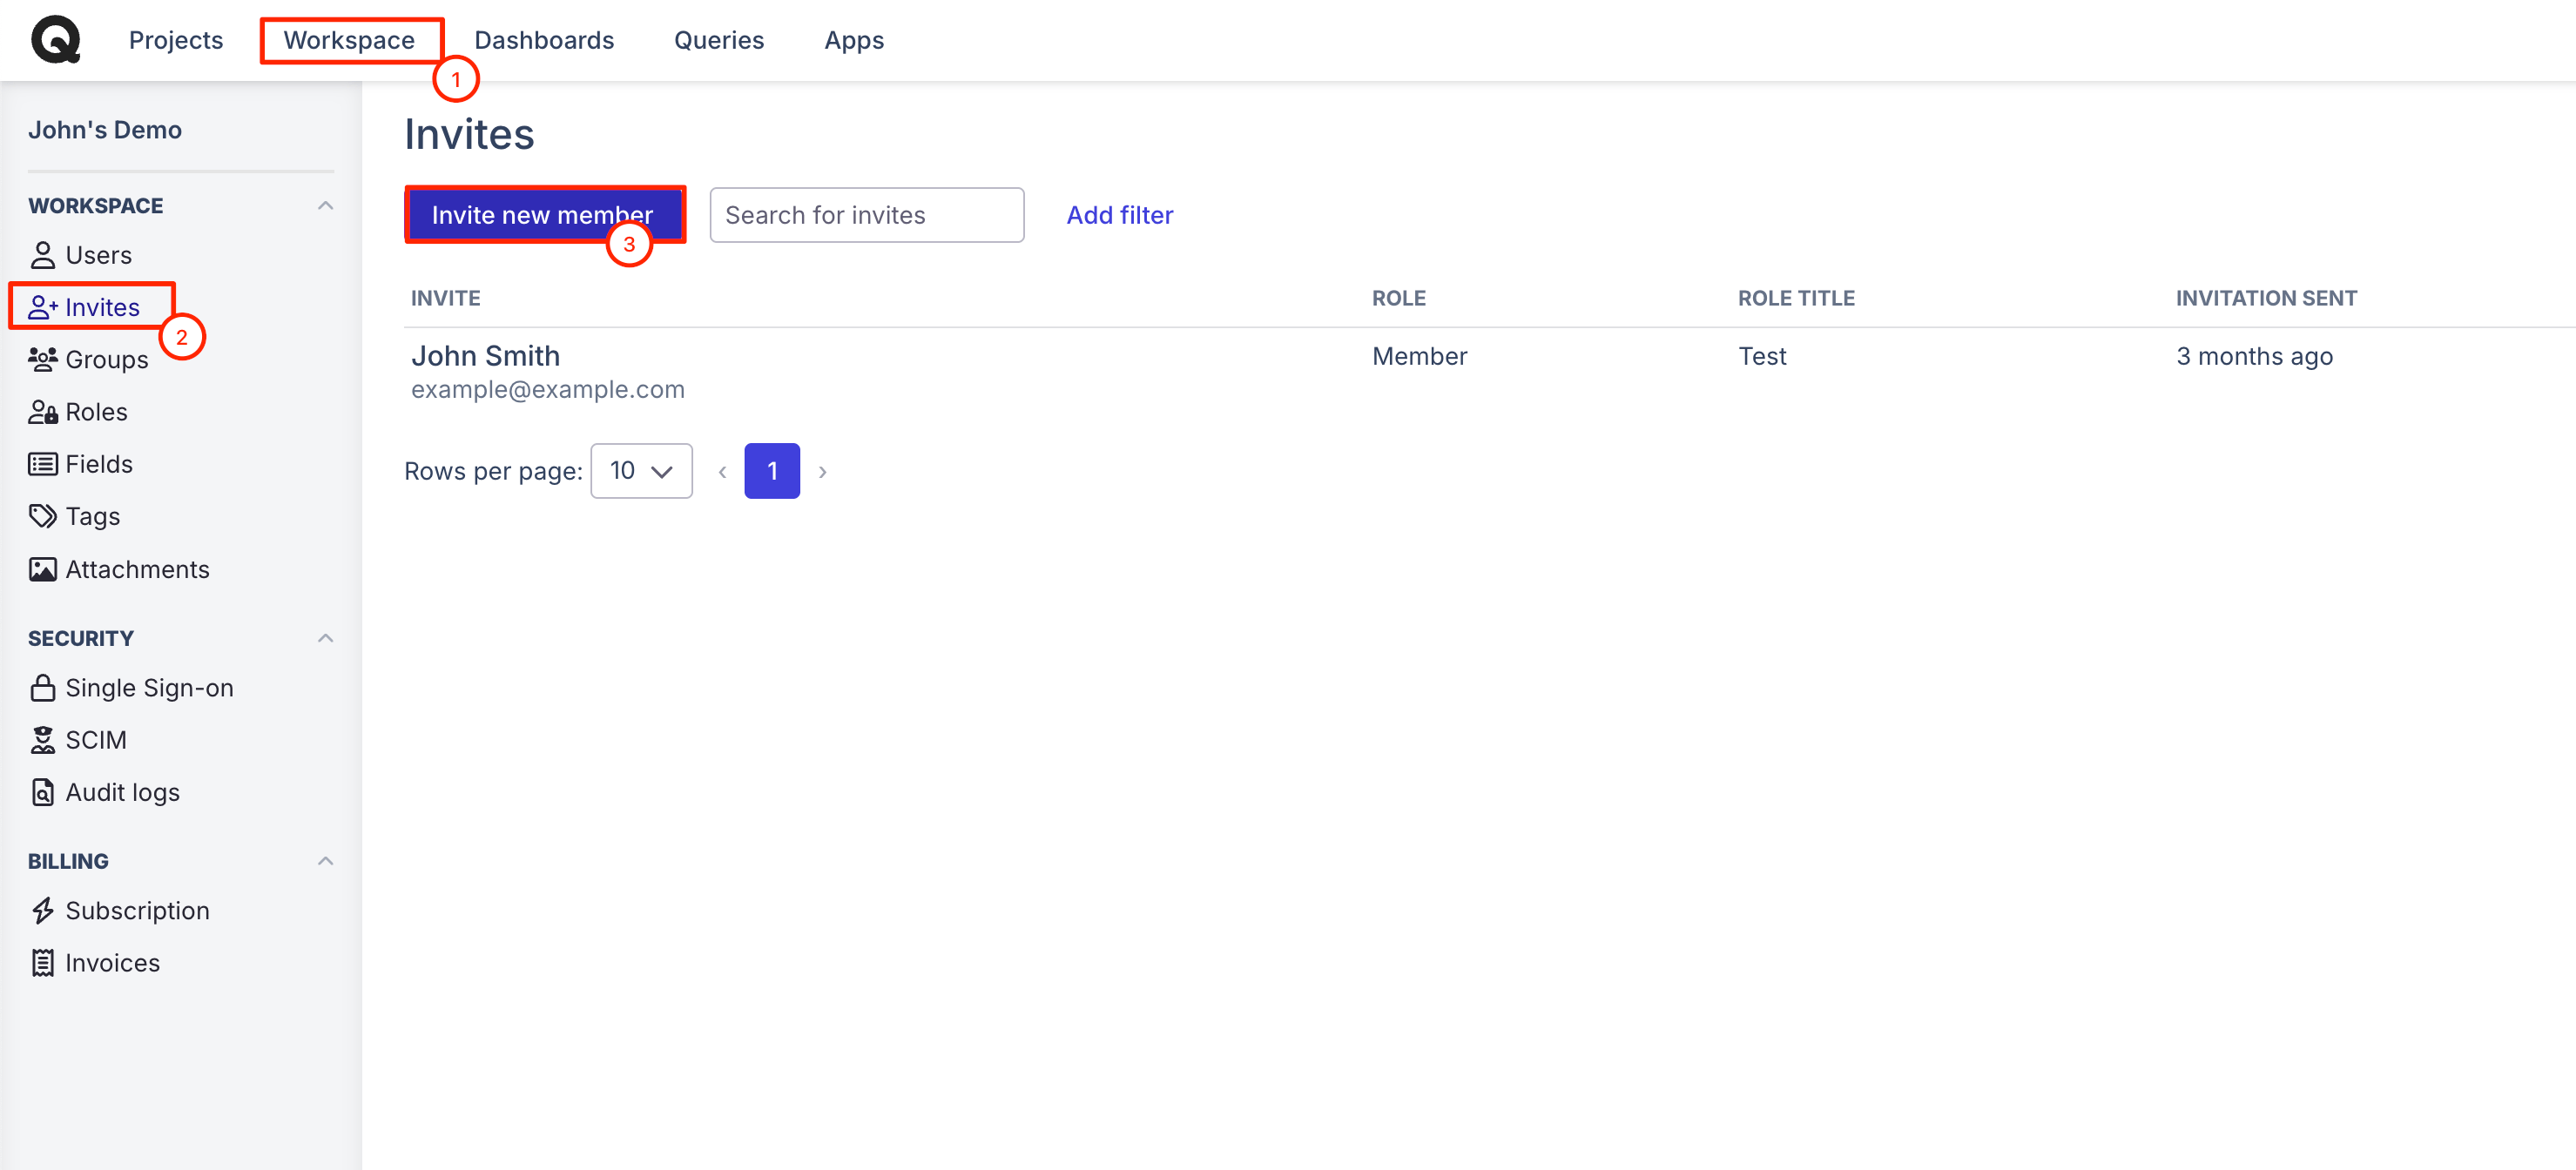 Projects Workspace Dashboards Queries Apps
1
John's Demo
WORKSPACE
Users
Invites
2
Groups
Roles
Fields
Tags
Attachments
SECURITY
Single Sign-on
SCIM
Audit logs
BILLING
Subscription
Invoices
Invites
Invite new member Search for invites Add filter
3
INVITE ROLE ROLE TITLE INVITATION SENT
John Smith Member Test 3 months ago
example@example.com
Rows per page: 10 ‹ 1 ›